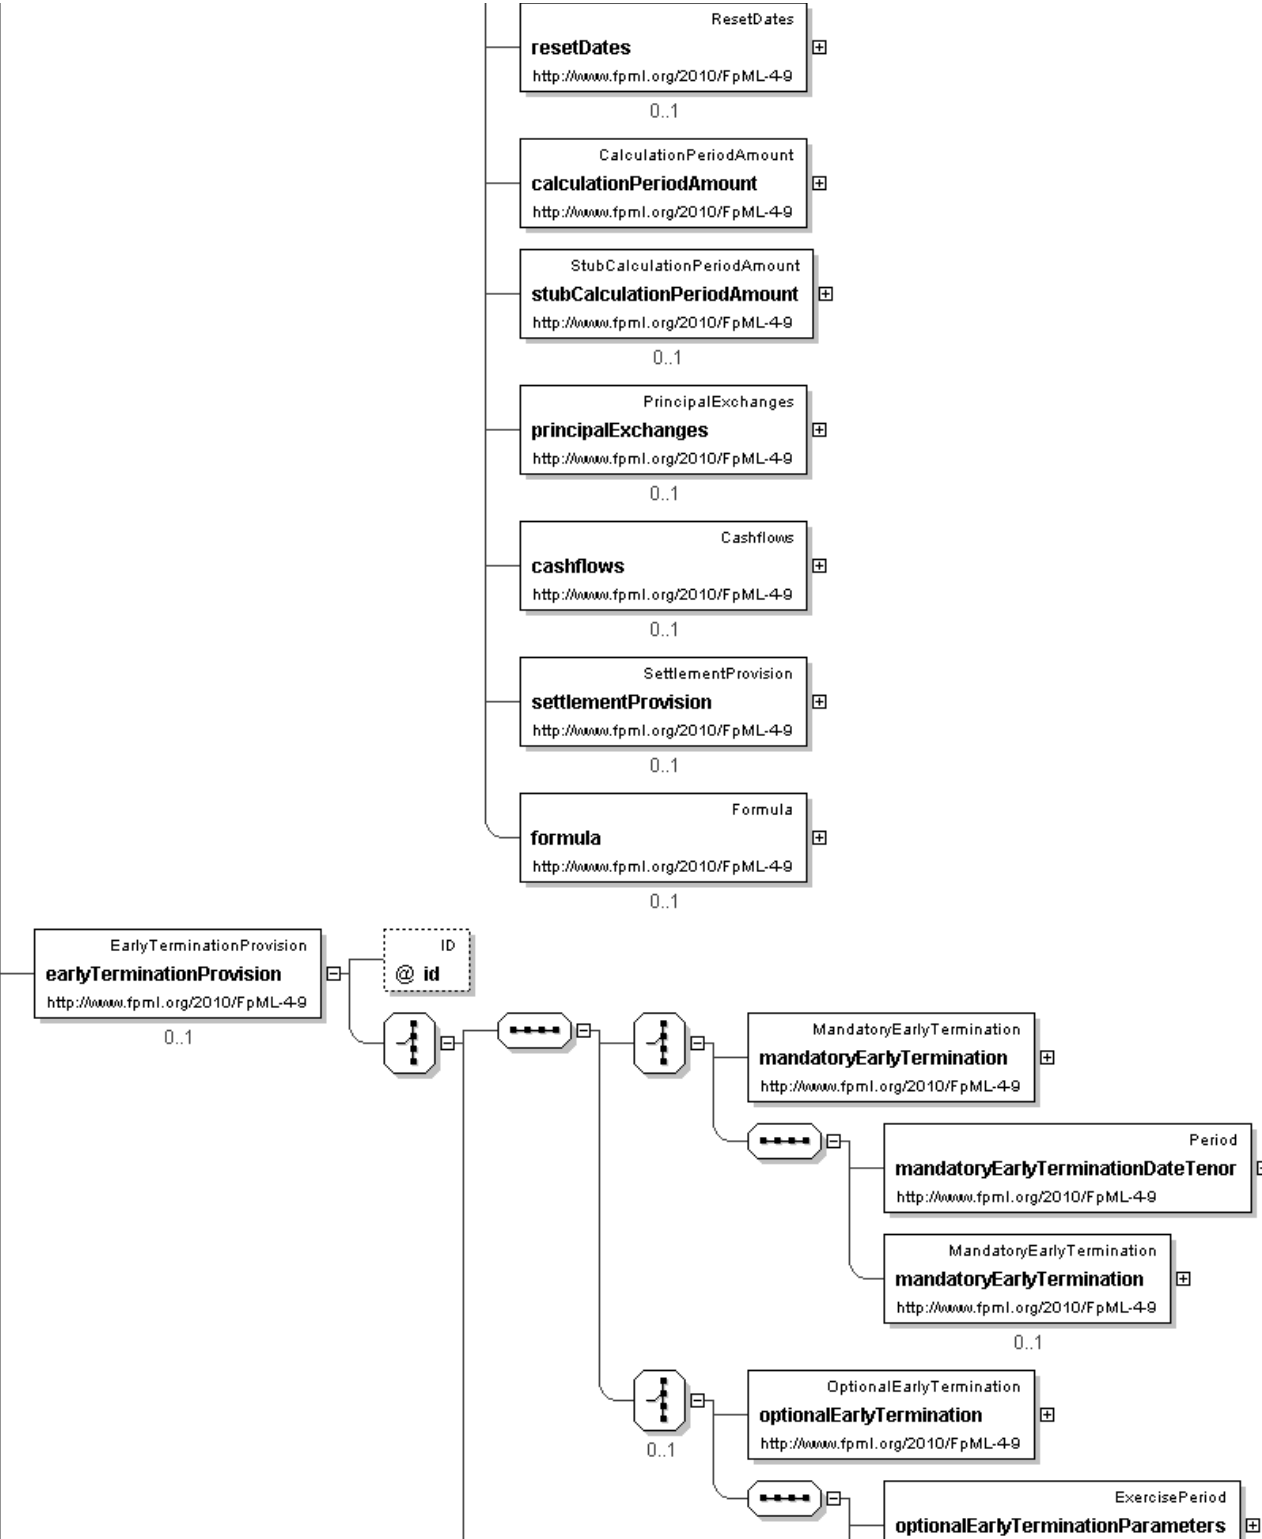 ResetDates
resetDates
http://www.fpml.org/2010/FpML-4-9
0..1
CalculationPeriodAmount
calculationPeriodAmount
http://www.fpml.org/2010/FpML-4-9
StubCalculationPeriodAmount
stubCalculationPeriodAmount
http://www.fpml.org/2010/FpML-4-9
0..1
PrincipalExchanges
principalExchanges
http://www.fpml.org/2010/FpML-4-9
0..1
Cashflows
cashflows
http://www.fpml.org/2010/FpML-4-9
0..1
SettlementProvision
settlementProvision
http://www.fpml.org/2010/FpML-4-9
0..1
Formula
formula
http://www.fpml.org/2010/FpML-4-9
0..1
EarlyTerminationProvision
earlyTerminationProvision
http://www.fpml.org/2010/FpML-4-9
0..1
ID
@ id
MandatoryEarlyTermination
mandatoryEarlyTermination
http://www.fpml.org/2010/FpML-4-9
Period
mandatoryEarlyTerminationDateTenor
http://www.fpml.org/2010/FpML-4-9
MandatoryEarlyTermination
mandatoryEarlyTermination
http://www.fpml.org/2010/FpML-4-9
0..1
0..1
OptionalEarlyTermination
optionalEarlyTermination
http://www.fpml.org/2010/FpML-4-9
ExercisePeriod
optionalEarlyTerminationParameters